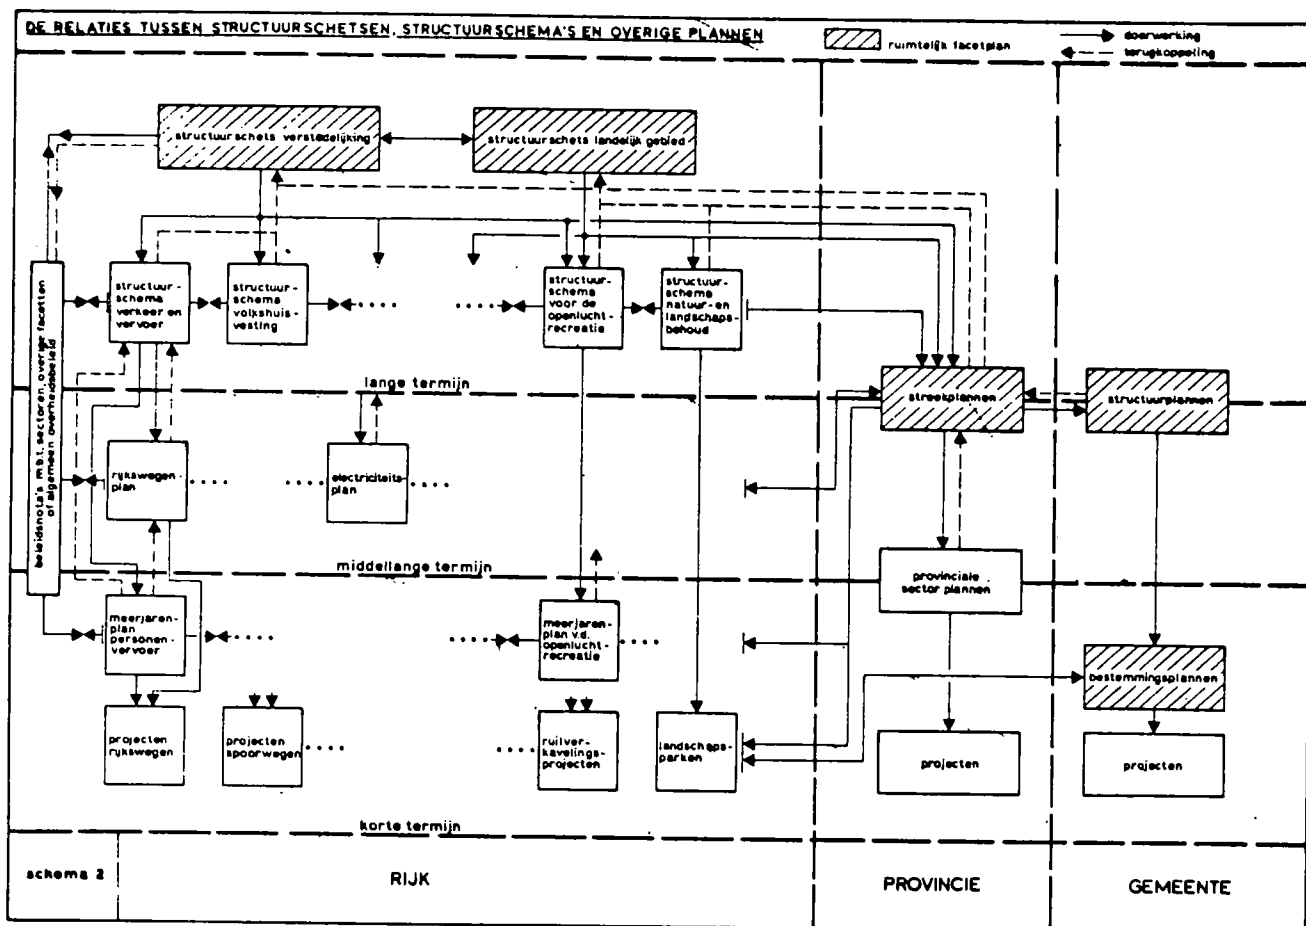 DE RELATIES TUSSEN STRUCTUURSCHETSEN, STRUCTUURSCHEMA'S EN OVERIGE PLANNEN
ruimtelijk facetplan
doorwerking
terugkoppeling
structuurschets verstedelijking
structuurschets landelijk gebied
beleidsnota's m.b.t. sectoren, overige facetten
of algemeen overheidsbeleid
structuur-
schema
verkeer en
vervoer
structuur-
schema
volkshuis-
vesting
structuur-
schema
voor de
openlucht-
recreatie
structuur-
schema
natuur- en
landschaps-
behoud
lange termijn
streekplannen
structuurplannen
rijkswegen-
plan
electriciteits-
plan
middellange termijn
provinciale
sector plannen
meerjaren-
plan
personen-
vervoer
meerjaren-
plan v.d.
openlucht-
recreatie
bestemmingsplannen
projecten
rijkswegen
projecten
spoorwegen
ruilver-
kavelings-
projecten
landschaps-
parken
projecten
projecten
korte termijn
schema 2
RIJK
PROVINCIE
GEMEENTE